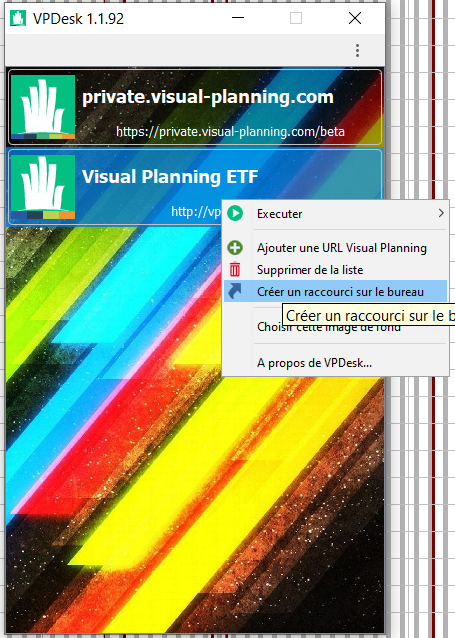 VPDesk 1.1.92
private.visual-planning.com
https://private.visual-planning.com/beta
Visual Planning ETF
http://vp
Executer
Ajouter une URL Visual Planning
Supprimer de la liste
Créer un raccourci sur le bureau
Créer un raccourci sur le b
Choisir cette image de fond
A propos de VPDesk...